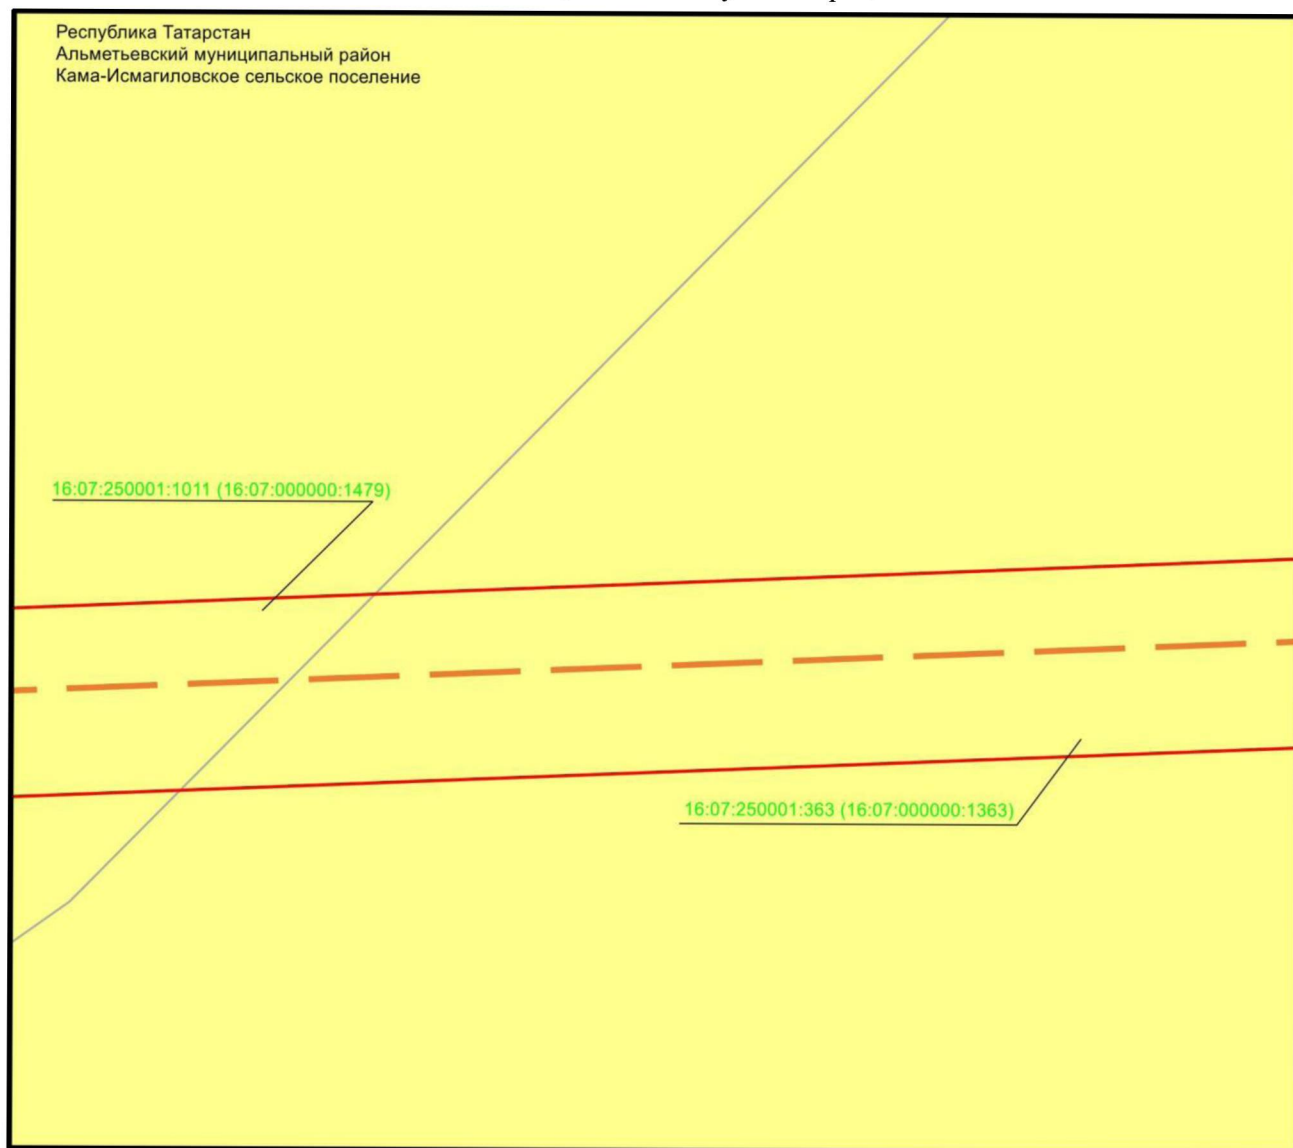 Республика Татарстан
Альметьевский муниципальный район
Кама-Исмагиловское сельское поселение
16:07:250001:1011 (16:07:000000:1479)
16:07:250001:363 (16:07:000000:1363)